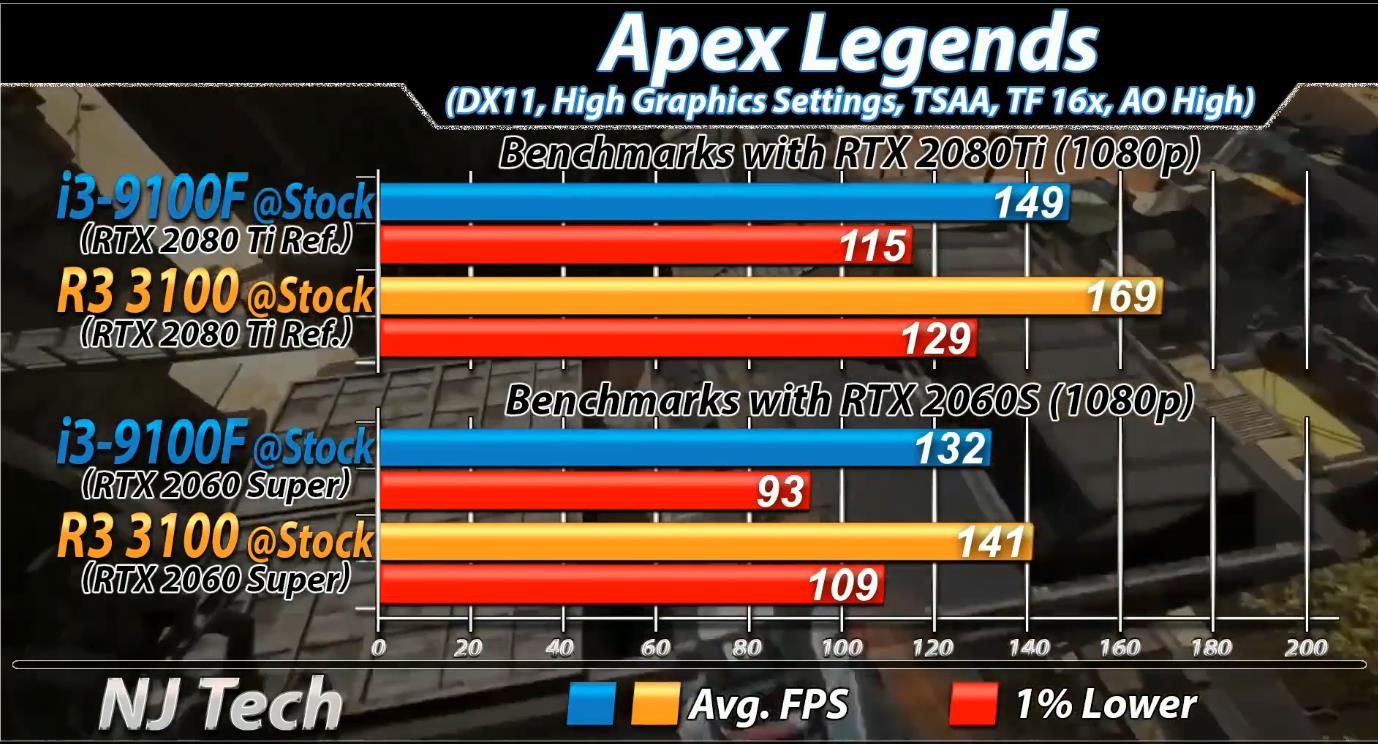 Apex Legends
(DX11, High Graphics Settings, TSAA, TF 16x, AO High)
Benchmarks with RTX 2080Ti (1080p)
i3-9100F @Stock
149
(RTX 2080 Ti Ref.)
115
R3 3100 @Stock
169
(RTX 2080 Ti Ref.)
129
Benchmarks with RTX 2060S (1080p)
i3-9100F @Stock
132
(RTX 2060 Super)
93
R3 3100 @Stock
141
(RTX 2060 Super)
109
0 20 40 60 80 100 120 140 160 180 200
NJ Tech
Avg. FPS
1% Lower